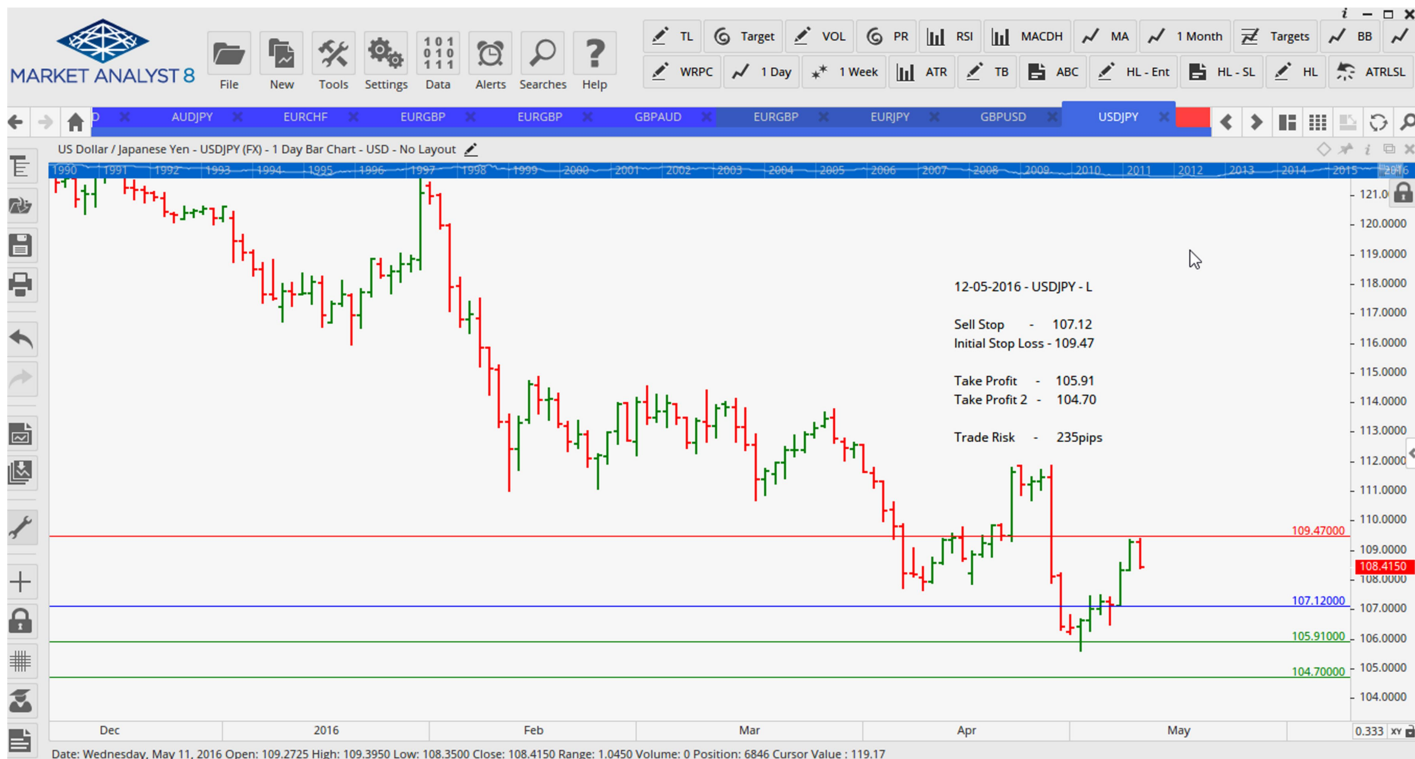 i
TL Target VOL PR RSI MACDH MA 1 Month Targets BB
101
010
111
MARKET ANALYST 8
File New Tools Settings Data Alerts Searches Help
WRPC 1 Day 1 Week ATR TB ABC HL - Ent HL - SL HL ATRLSL
D AUDJPY EURCHF EURGBP EURGBP GBPAUD EURGBP EURJPY GBPUSD USDJPY
US Dollar / Japanese Yen - USDJPY (FX) - 1 Day Bar Chart - USD - No Layout
1990 1991 1992 1993 1994 1995 1996 1997 1998 1999 2000 2001 2002 2003 2004 2005 2006 2007 2008 2009 2010 2011 2012 2013 2014 2015 2016
121.0
120.0000
119.0000
118.0000
117.0000
116.0000
115.0000
114.0000
113.0000
112.0000
111.0000
110.0000
109.0000
108.4150
108.0000
107.0000
106.0000
105.0000
104.0000
12-05-2016 - USDJPY - L
Sell Stop - 107.12
Initial Stop Loss - 109.47
Take Profit - 105.91
Take Profit 2 - 104.70
Trade Risk - 235pips
109.47000
107.12000
105.91000
104.70000
Dec 2016 Feb Mar Apr May
0.333 XY
Date: Wednesday, May 11, 2016 Open: 109.2725 High: 109.3950 Low: 108.3500 Close: 108.4150 Range: 1.0450 Volume: 0 Position: 6846 Cursor Value : 119.17